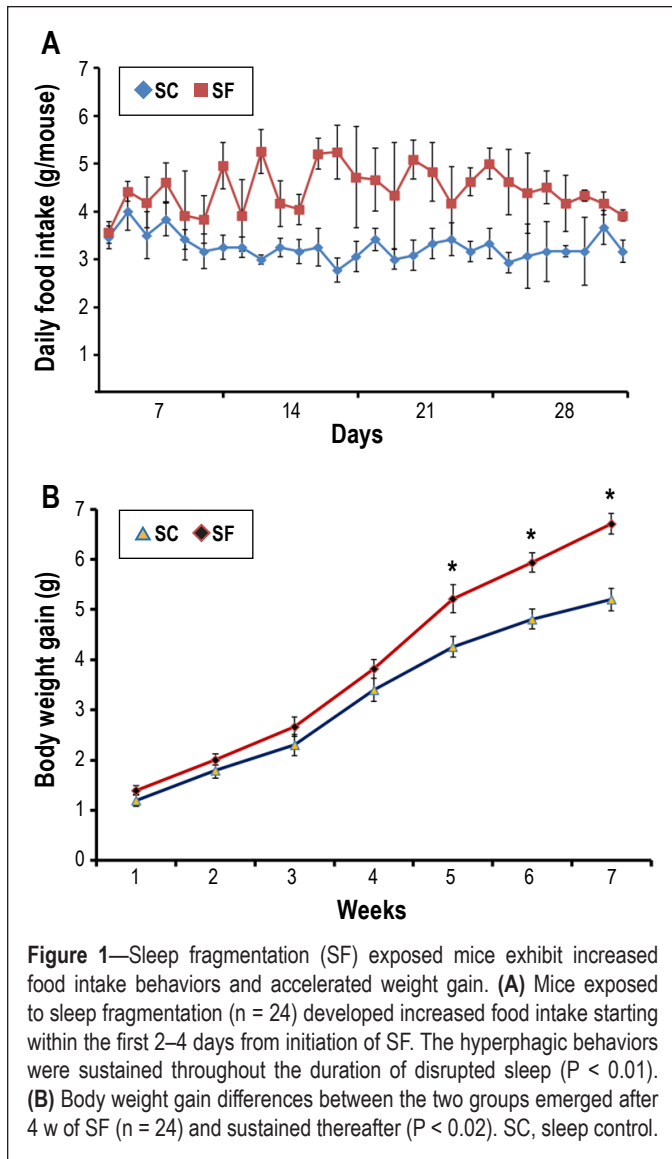 A
7
6
5
4
3
2
1
Daily food intake (g/mouse)
SC SF
7 14 21 28
Days
B
7
6
5
4
3
2
1
0
Body weight gain (g)
SC SF
* * *
1 2 3 4 5 6 7
Weeks
Figure 1—Sleep fragmentation (SF) exposed mice exhibit increased
food intake behaviors and accelerated weight gain. (A) Mice exposed
to sleep fragmentation (n = 24) developed increased food intake starting
within the first 2–4 days from initiation of SF. The hyperphagic behaviors
were sustained throughout the duration of disrupted sleep (P < 0.01).
(B) Body weight gain differences between the two groups emerged after
4 w of SF (n = 24) and sustained thereafter (P < 0.02). SC, sleep control.